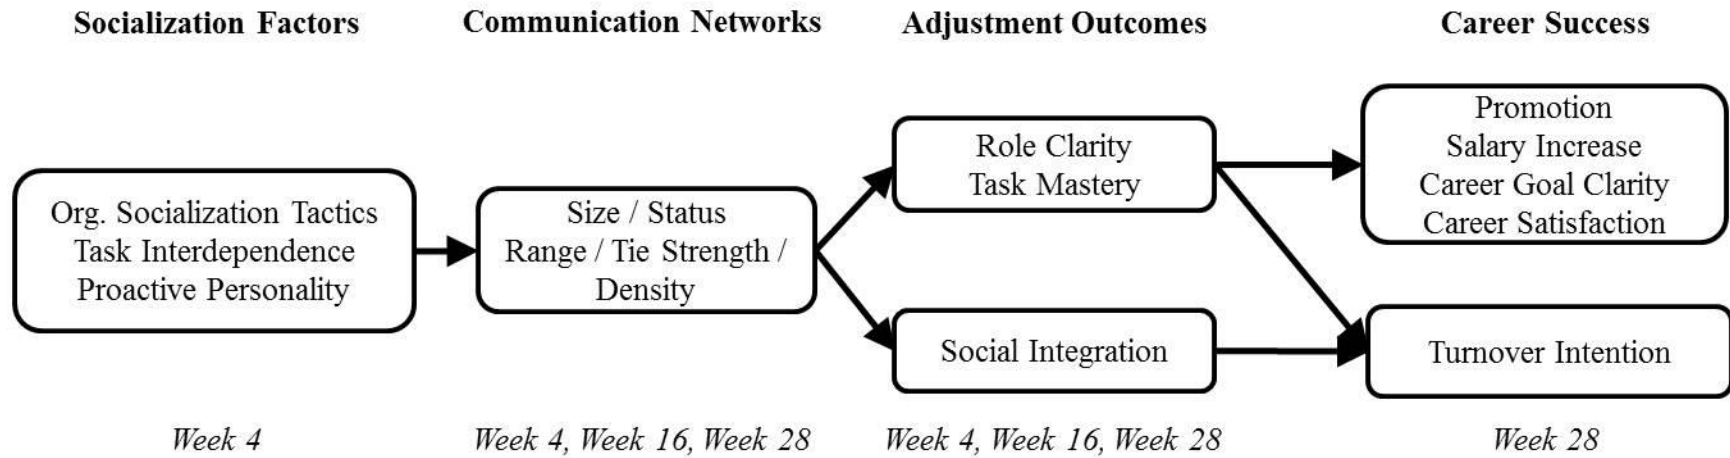 Socialization Factors
Communication Networks
Adjustment Outcomes
Career Success
Org. Socialization Tactics
Task Interdependence
Proactive Personality
Size / Status
Range / Tie Strength /
Density
Role Clarity
Task Mastery
Social Integration
Promotion
Salary Increase
Career Goal Clarity
Career Satisfaction
Turnover Intention
Week 4
Week 4, Week 16, Week 28
Week 4, Week 16, Week 28
Week 28